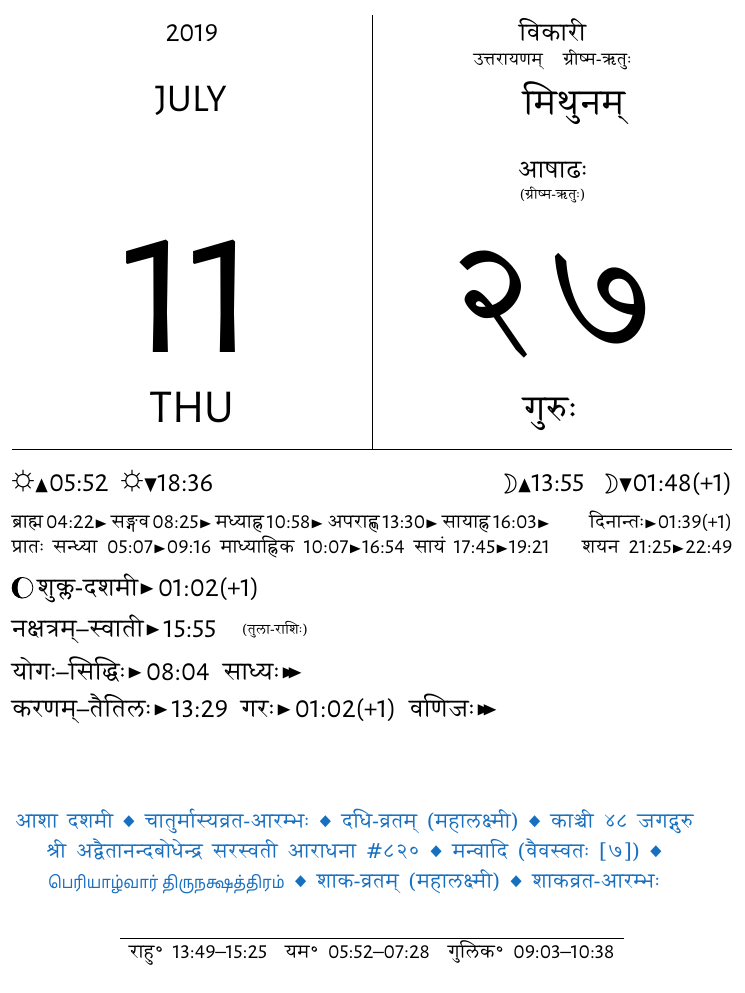 2019
JULY
11
THU
विकारी
उत्तरायणम् ग्रीष्म-ऋतुः
मिथुनम्
आषाढः
(ग्रीष्म-ऋतुः)
२७
गुरुः
☼▲05:52 ☼▼18:36 ☽▲13:55 ☽▼01:48(+1)
ब्राह्म 04:22► सङ्गव 08:25► मध्याह्न 10:58► अपराह्ण 13:30► सायाह्न 16:03► दिनान्तः►01:39(+1)
प्रातः सन्ध्या 05:07►09:16 माध्याह्निक 10:07►16:54 सायं 17:45►19:21 शयन 21:25►22:49
शुक्ल-दशमी► 01:02(+1)
नक्षत्रम्–स्वाती►15:55 (तुला-राशिः)
योगः–सिद्धिः► 08:04 साध्यः►►
करणम्–तैतिलः►13:29 गरः► 01:02(+1) वणिजः►►
आशा दशमी ◆ चातुर्मास्यव्रत-आरम्भः ◆ दधि-व्रतम् (महालक्ष्मी) ◆ काञ्ची ४८ जगद्गुरु
श्री अद्वैतानन्दबोधेन्द्र सरस्वती आराधना #८२० ◆ मन्वादि (वैवस्वतः [७]) ◆
பெரியாழ்வார் திருநக்ஷத்திரம் ◆ शाक-व्रतम् (महालक्ष्मी) ◆ शाकव्रत-आरम्भः
राहु° 13:49–15:25 यम° 05:52–07:28 गुलिक° 09:03–10:38